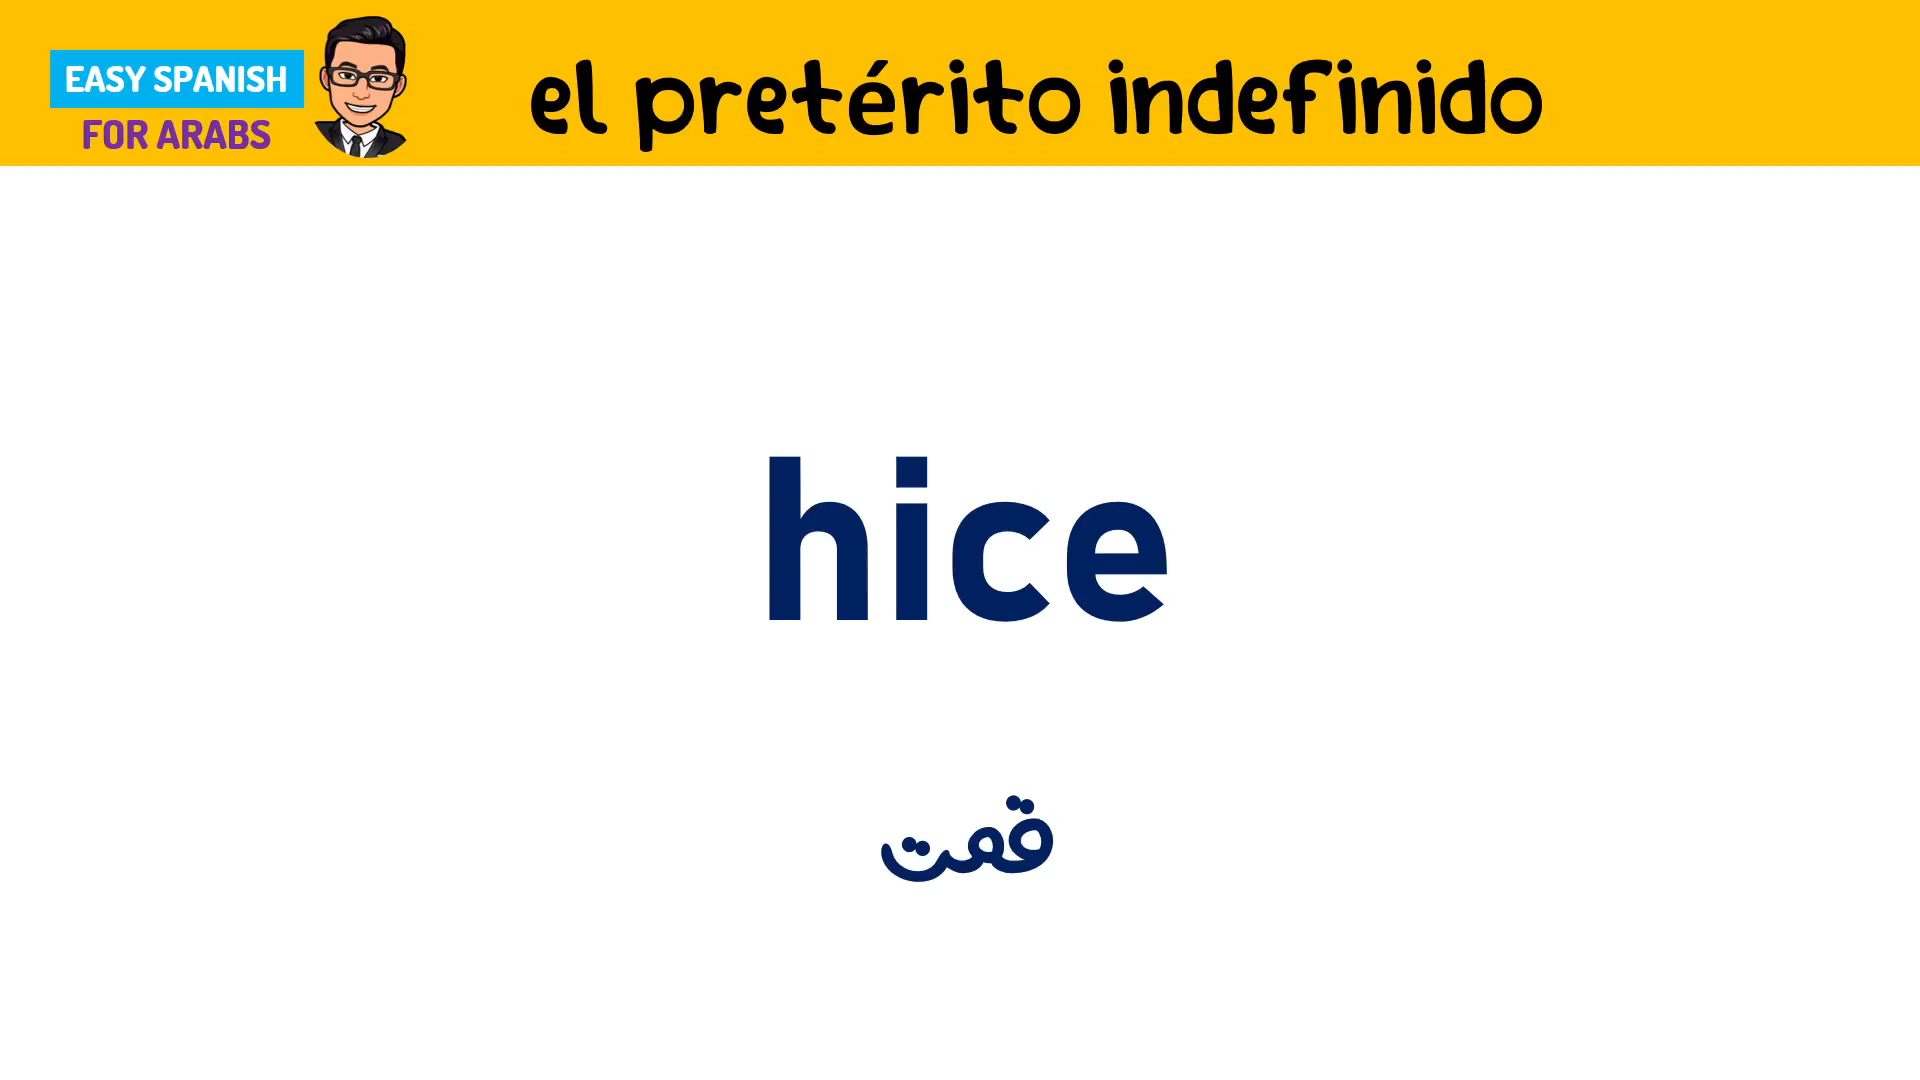 EASY SPANISH
FOR ARABS
el pretérito indefinido
hice
قمت